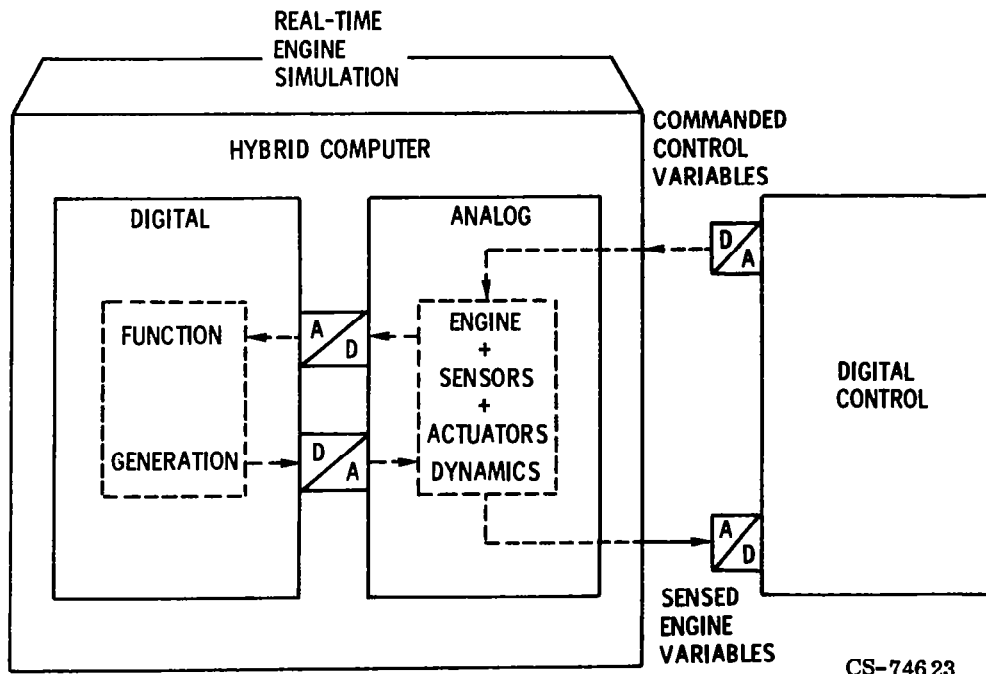 REAL-TIME
ENGINE
SIMULATION
HYBRID COMPUTER
COMMANDED
CONTROL
VARIABLES
DIGITAL
ANALOG
D
A
FUNCTION
A
D
ENGINE
+
SENSORS
+
ACTUATORS
DYNAMICS
GENERATION
D
A
DIGITAL
CONTROL
A
D
SENSED
ENGINE
VARIABLES
CS-74623